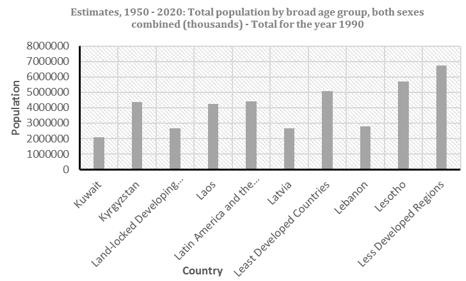 Estimates, 1950 - 2020: Total population by broad age group, both sexes
combined (thousands) - Total for the year 1990
8000000
7000000
6000000
5000000
4000000
3000000
2000000
1000000
0
Population
Kuwait
Kyrgyzstan
Land-locked Developing...
Laos
Latin America and the...
Latvia
Least Developed Countries
Lebanon
Lesotho
Less Developed Regions
Country